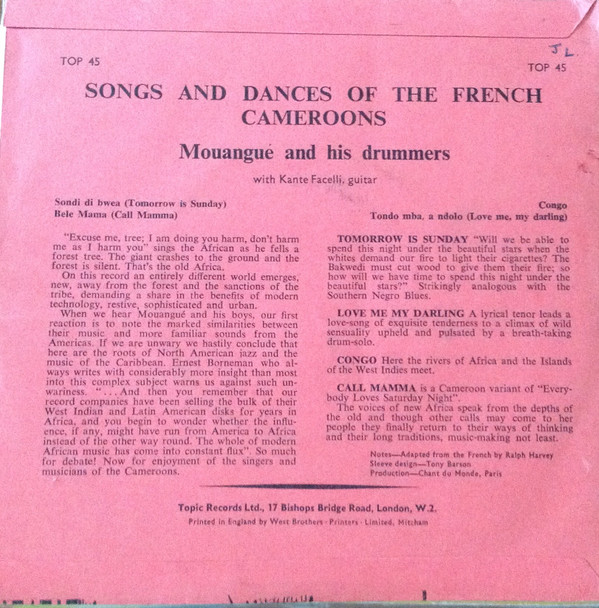 TOP 45
J L
TOP 45
SONGS AND DANCES OF THE FRENCH
CAMEROONS
Mouangué and his drummers
with Kante Facelli, guitar
Sondi di bwea (Tomorrow is Sunday)
Bele Mama (Call Mamma)
Congo
Tondo mba, a ndolo (Love me, my darling)
"Excuse me, tree; I am doing you harm, don't harm
me as I harm you" sings the African as he fells a
forest tree. The giant crashes to the ground and the
forest is silent. That's the old Africa.
On this record an entirely different world emerges,
new, away from the forest and the sanctions of the
tribe, demanding a share in the benefits of modern
technology, restive, sophisticated and urban.
When we hear Mouangué and his boys, our first
reaction is to note the marked similarities between
their music and more familiar sounds from the
Americas. If we are unwary we hastily conclude that
here are the roots of North American jazz and the
music of the Caribbean. Ernest Borneman who al-
ways writes with considerably more insight than most
into this complex subject warns us against such un-
wariness. "...And then you remember that our
record companies have been selling the bulk of their
West Indian and Latin American disks for years in
Africa, and you begin to wonder whether the influ-
ence, if any, might have run from America to Africa
instead of the other way round. The whole of modern
African music has come into constant flux". So much
for debate! Now for enjoyment of the singers and
musicians of the Cameroons.
TOMORROW IS SUNDAY "Will we be able to
spend this night under the beautiful stars when the
whites demand our fire to light their cigarettes? The
Bakwedi must cut wood to give them their fire; so
how will we have time to spend this night under the
beautiful stars?" Strikingly analogous with the
Southern Negro Blues.
LOVE ME MY DARLING A lyrical tenor leads a
love-song of exquisite tenderness to a climax of wild
sensuality upheld and pulsated by a breath-taking
drum-solo.
CONGO Here the rivers of Africa and the Islands
of the West Indies meet.
CALL MAMMA is a Cameroon variant of "Every-
body Loves Saturday Night".
The voices of new Africa speak from the depths of
the old and though other calls may come to her
people they finally return to their ways of thinking
and their long traditions, music-making not least.
Notes—Adapted from the French by Ralph Harvey
Sleeve design—Tony Barson
Production—Chant du Monde, Paris
Topic Records Ltd., 17 Bishops Bridge Road, London, W.2.
Printed in England by West Brothers · Printers · Limited, Mitcham